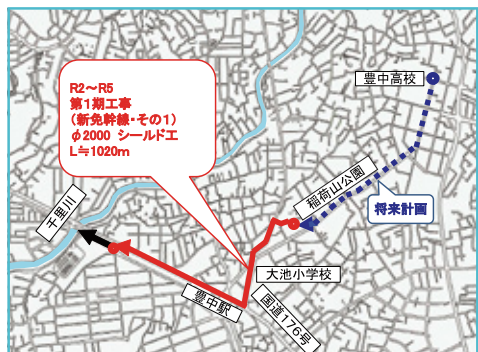 豊中高校
R2～R5
第1期工事
（新免幹線・その１）
φ2000 シールド工
L≒1020m
稲荷山公園
将来計画
千里川
大池小学校
豊中駅
国道176号